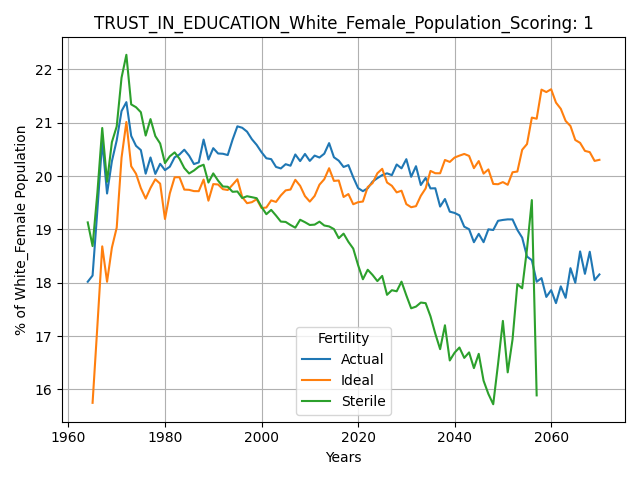 TRUST_IN_EDUCATION_White_Female_Population_Scoring: 1
% of White_Female Population
22
21
20
19
18
17
16
Fertility
Actual
Ideal
Sterile
1960 1980 2000 2020 2040 2060
Years